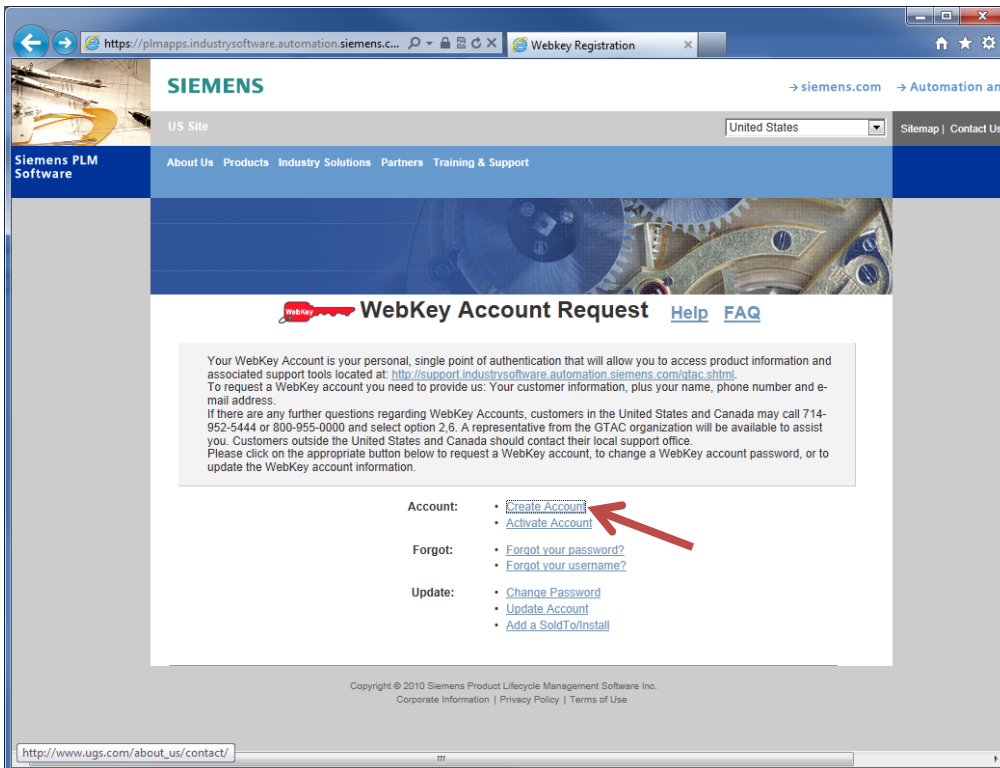 https://plmapps.industrysoftware.automation.siemens.c...
Webkey Registration
SIEMENS
siemens.com
Automation an
US Site
United States
Sitemap | Contact Us
Siemens PLM
Software
About Us Products Industry Solutions Partners Training & Support
WebKey
WebKey Account Request Help FAQ
Your WebKey Account is your personal, single point of authentication that will allow you to access product information and
associated support tools located at: http://support.industrysoftware.automation.siemens.com/gtac.shtml.
To request a WebKey account you need to provide us: Your customer information, plus your name, phone number and e-
mail address.
If there are any further questions regarding WebKey Accounts, customers in the United States and Canada may call 714-
952-5444 or 800-955-0000 and select option 2,6. A representative from the GTAC organization will be available to assist
you. Customers outside the United States and Canada should contact their local support office.
Please click on the appropriate button below to request a WebKey account, to change a WebKey account password, or to
update the WebKey account information.
Account: • Create Account
• Activate Account
Forgot: • Forgot your password?
• Forgot your username?
Update: • Change Password
• Update Account
• Add a SoldTo/Install
Copyright © 2010 Siemens Product Lifecycle Management Software Inc.
Corporate Information | Privacy Policy | Terms of Use
http://www.ugs.com/about_us/contact/